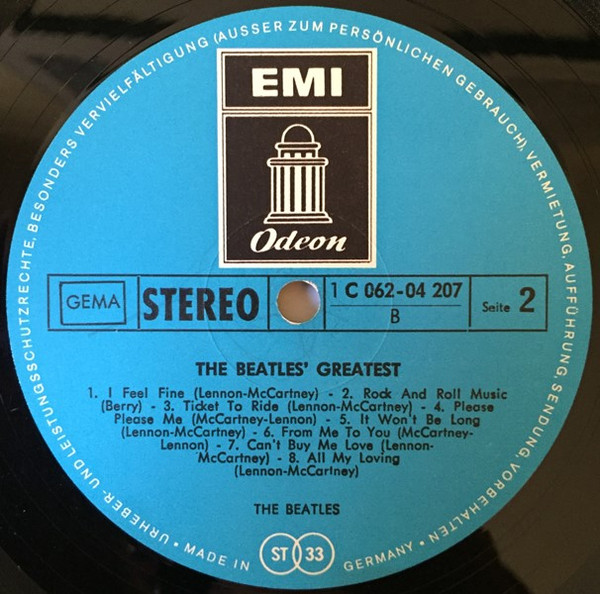 URHEBER- UND LEISTUNGSSCHUTZRECHTE, BESONDERS VERVIELFÄLTIGUNG (AUSSER ZUM PERSÖNLICHEN GEBRAUCH), VERMIETUNG, AUFFÜHRUNG, SENDUNG, VORBEHALTEN • MADE IN GERMANY •
EMI
Odeon
GEMA STEREO 1 C 062-04 207 Seite 2
B
THE BEATLES' GREATEST
1. I Feel Fine (Lennon-McCartney) - 2. Rock And Roll Music
(Berry) - 3. Ticket To Ride (Lennon-McCartney) - 4. Please
Please Me (McCartney-Lennon) - 5. It Won't Be Long
(Lennon-McCartney) - 6. From Me To You (McCartney-
Lennon) - 7. Can't Buy Me Love (Lennon-
McCartney) - 8. All My Loving
(Lennon-McCartney)
THE BEATLES
ST 33